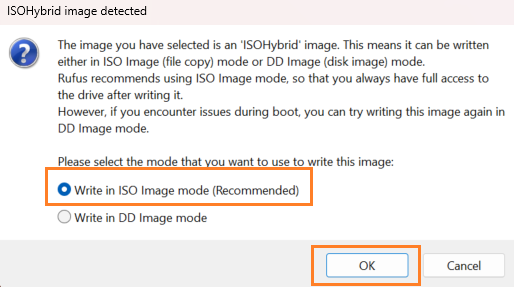 ISOHybrid image detected
The image you have selected is an 'ISOHybrid' image. This means it can be written
either in ISO Image (file copy) mode or DD Image (disk image) mode.
Rufus recommends using ISO Image mode, so that you always have full access to
the drive after writing it.
However, if you encounter issues during boot, you can try writing this image again in
DD Image mode.
Please select the mode that you want to use to write this image:
Write in ISO Image mode (Recommended)
Write in DD Image mode
OK
Cancel